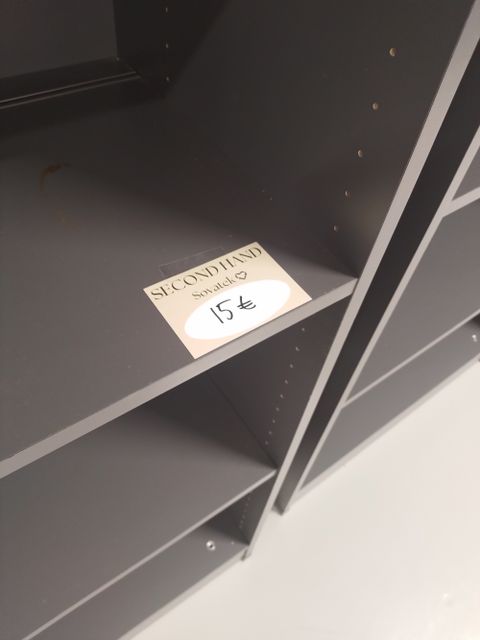 SECOND HAND
Sovatek ♡
15 €